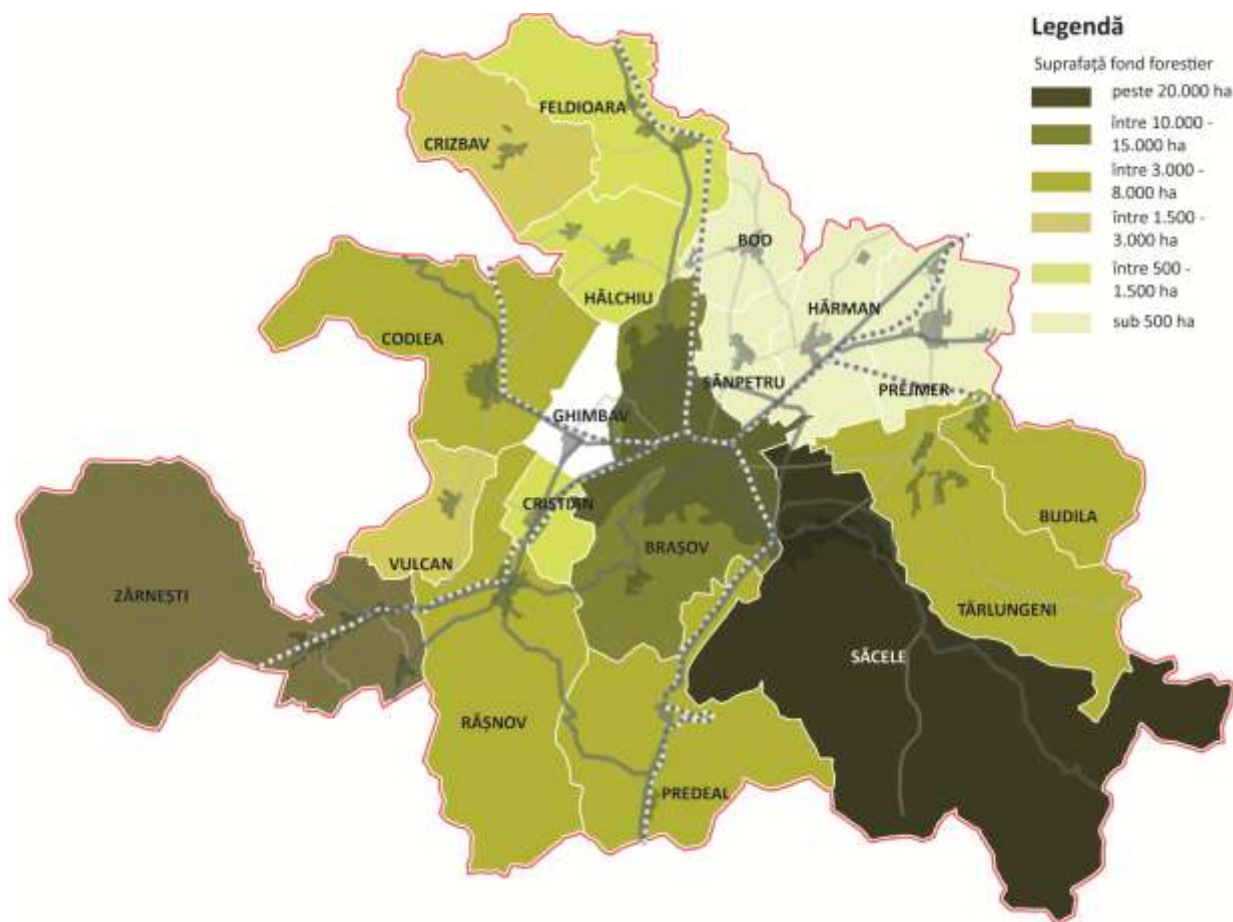 Legendă
Suprafață fond forestier
peste 20.000 ha
între 10.000 -
15.000 ha
între 3.000 -
8.000 ha
între 1.500 -
3.000 ha
între 500 -
1.500 ha
sub 500 ha
FELDIOARA
CRIZBAV
BOD
HĂLCHIU
HĂRMAN
CODLEA
SÂNPETRU
PREJMER
GHIMBAV
CRISTIAN
BUDILA
BRAȘOV
VULCAN
ZĂRNEȘTI
TĂRLUNGENI
SĂCELE
RÂȘNOV
PREDEAL